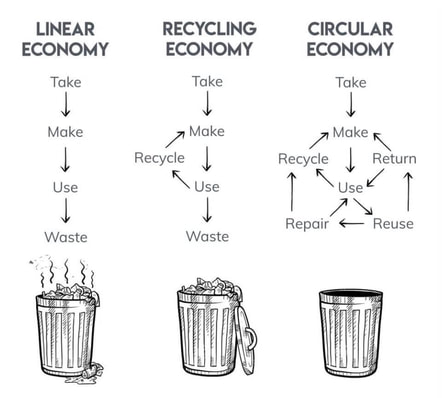 LINEAR
ECONOMY
Take
Make
Use
Waste
RECYCLING
ECONOMY
Take
Make
Recycle
Use
Waste
CIRCULAR
ECONOMY
Take
Make
Recycle
Return
Use
Repair
Reuse